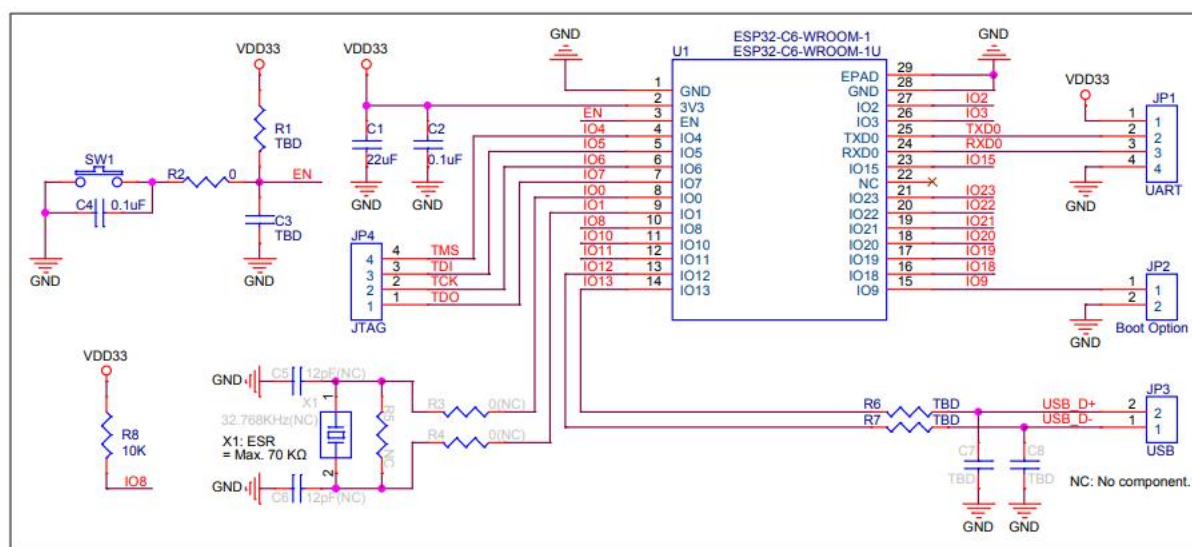 GND
ESP32-C6-WROOM-1
ESP32-C6-WROOM-1U
GND
U1
VDD33
VDD33
VDD33
JP1
1 GND
2 3V3
EN 3 EN
IO4 4 IO4
IO5 5 IO5
IO6 6 IO6
IO7 7 IO7
IO0 8 IO0
IO1 9 IO1
IO8 10 IO8
IO10 11 IO10
IO11 12 IO11
IO12 13 IO12
IO13 14 IO13
EPAD 29
GND 28
IO2 27 IO2
IO3 26 IO3
TXD0 25 TXD0
RXD0 24 RXD0
IO15 23 IO15
NC 22
IO23 21 IO23
IO22 20 IO22
IO21 19 IO21
IO20 18 IO20
IO19 17 IO19
IO18 16 IO18
IO9 15 IO9
1 1
2 2
3 3
4 4
UART
GND
R1
TBD
C1
22uF
C2
0.1uF
GND
GND
SW1
R2 0
EN
C4 0.1uF
C3
TBD
GND
GND
JP4
4 4 TMS
3 3 TDI
2 2 TCK
1 1 TDO
JTAG
JP2
1 1
2 2
GND
Boot Option
VDD33
R8
10K
IO8
GND
C5 12pF(NC)
X1
1
32.768KHz(NC)
X1: ESR
= Max. 70 KΩ
2
R5
NC
R3 0(NC)
R4 0(NC)
GND
C6 12pF(NC)
R6 TBD
R7 TBD
USB_D+
USB_D-
JP3
2 2
1 1
USB
C7
TBD
C8
TBD
GND
GND
NC: No component.